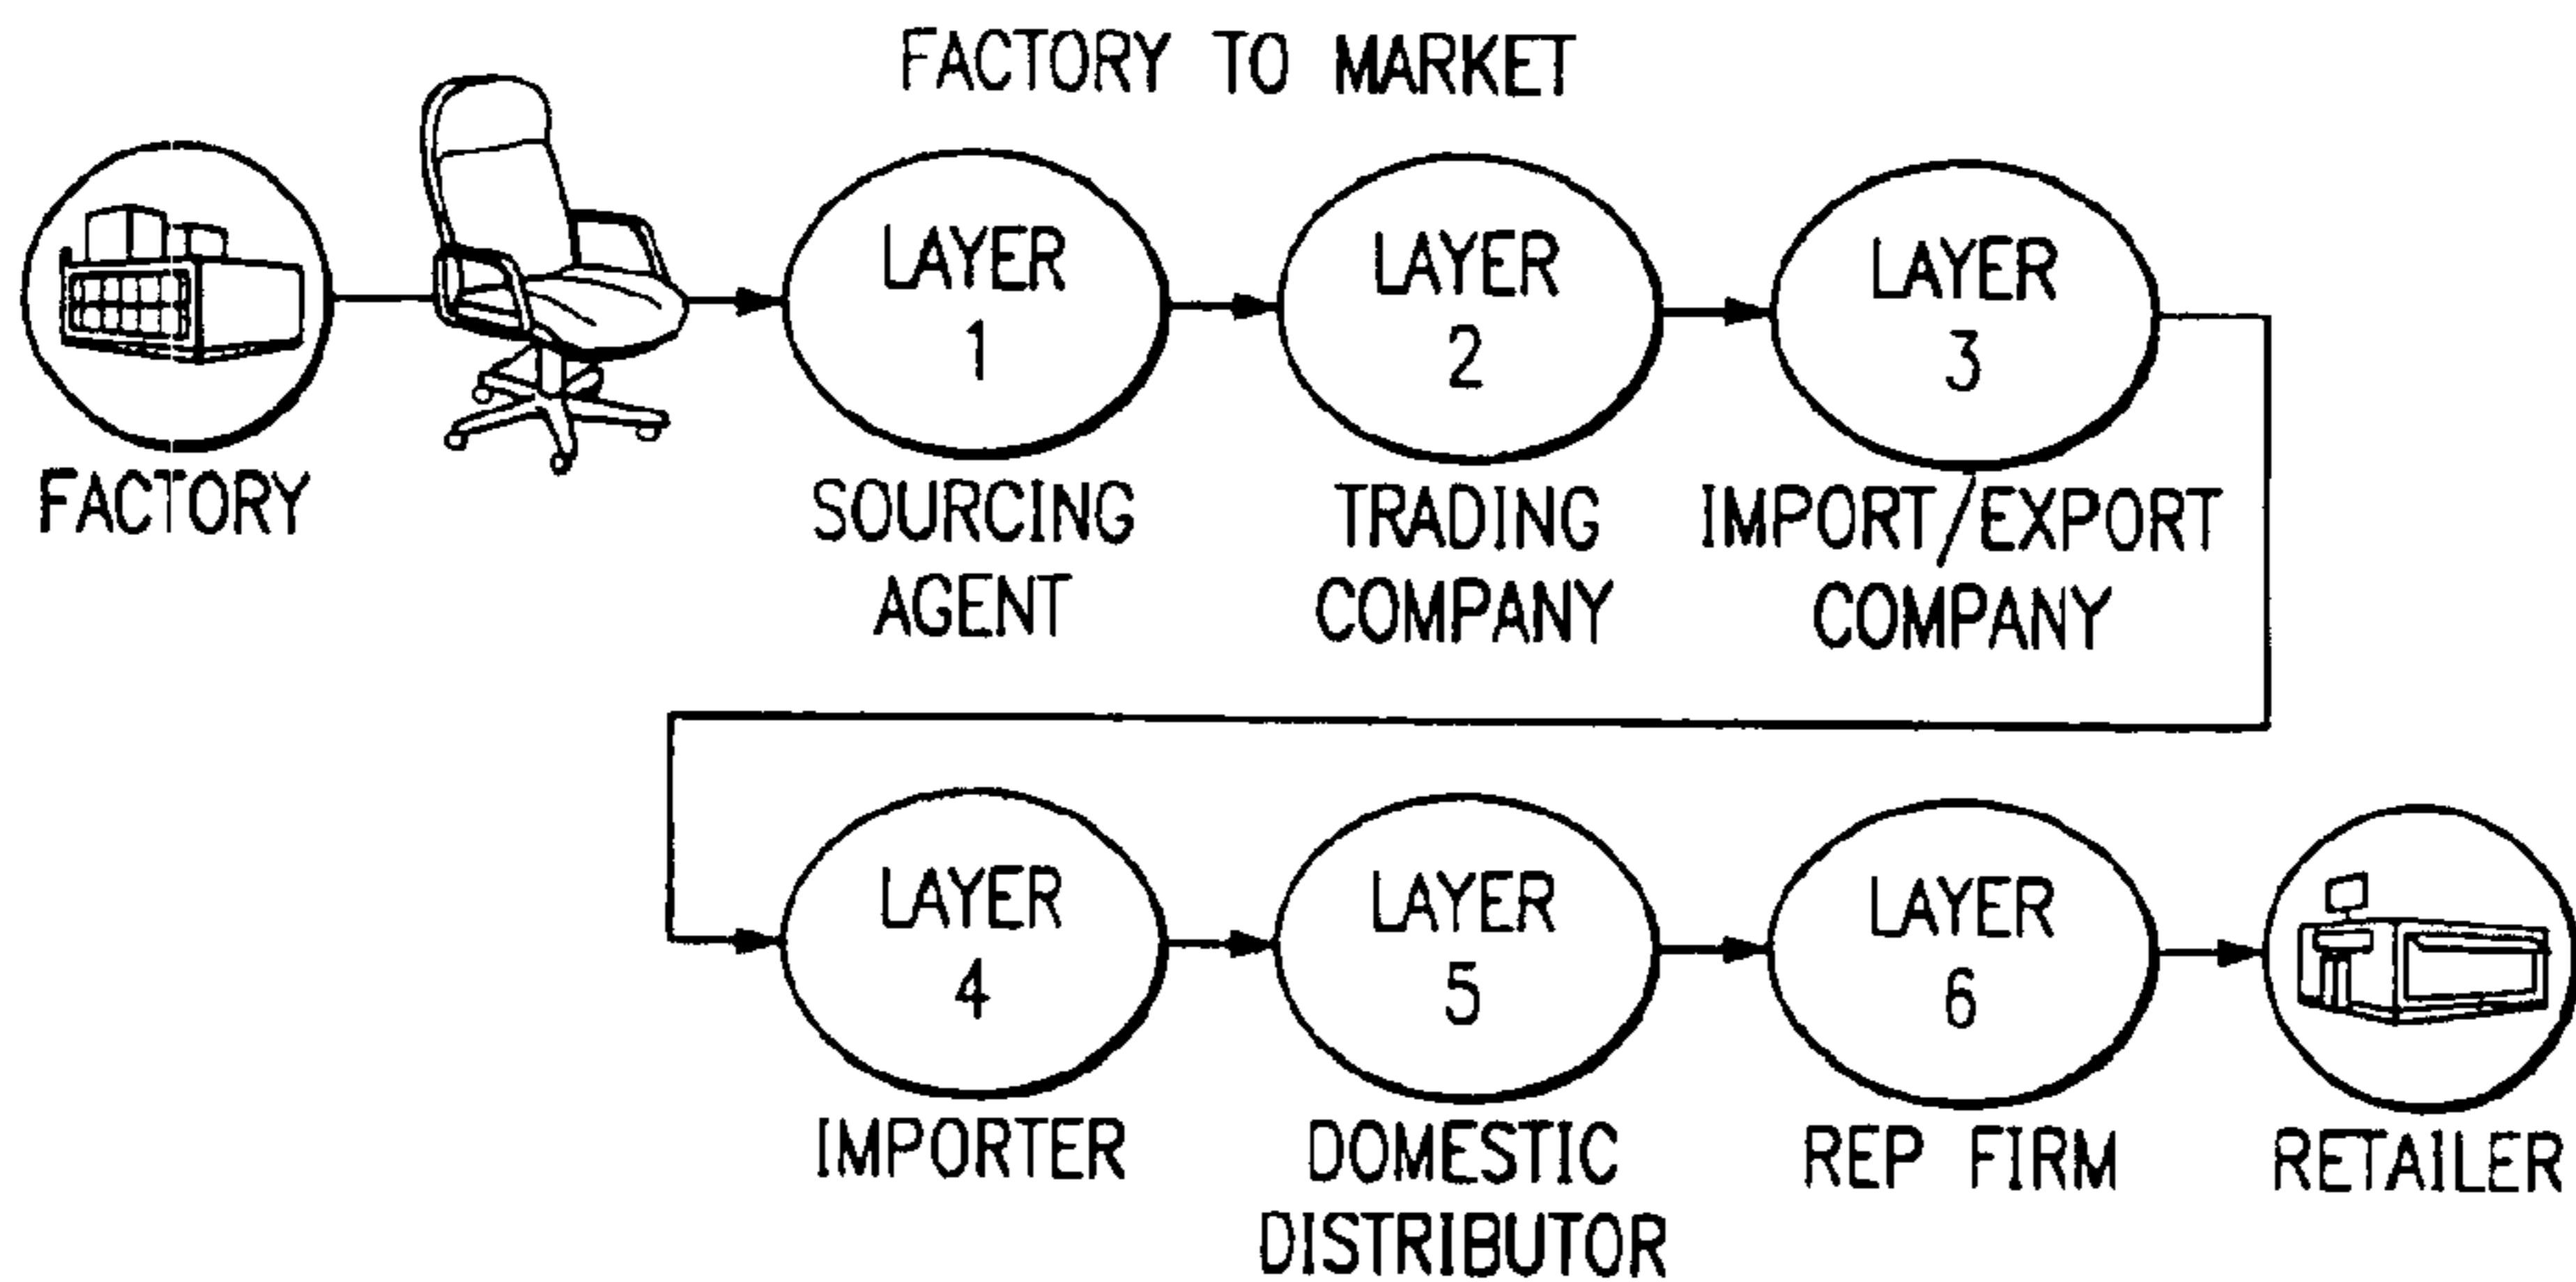 FACTORY TO MARKET
LAYER
1
LAYER
2
LAYER
3
FACTORY
SOURCING
AGENT
TRADING
COMPANY
IMPORT/EXPORT
COMPANY
LAYER
4
LAYER
5
LAYER
6
IMPORTER
DOMESTIC
DISTRIBUTOR
REP FIRM
RETAILER